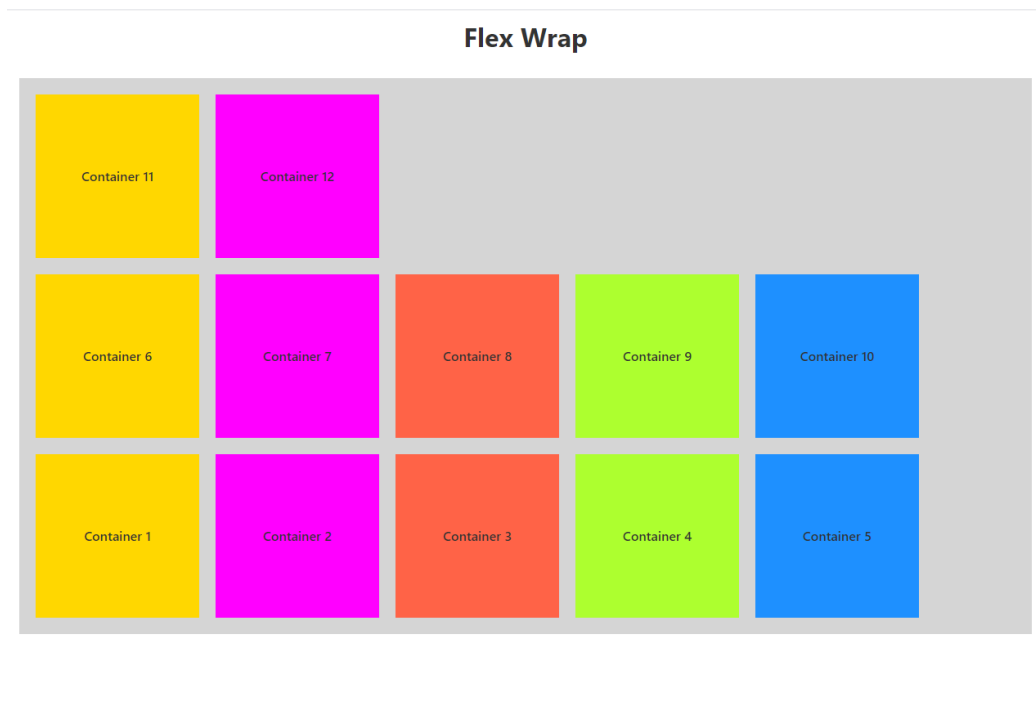 Flex Wrap
Container 11
Container 12
Container 6
Container 7
Container 8
Container 9
Container 10
Container 1
Container 2
Container 3
Container 4
Container 5